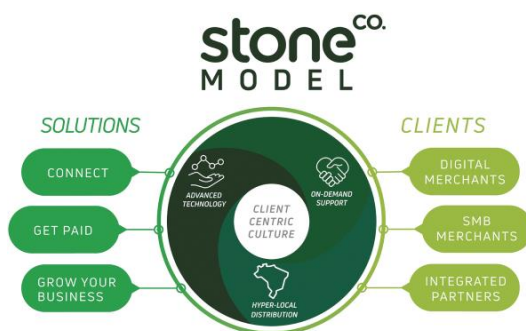 stone CO.
MODEL
SOLUTIONS
CLIENTS
CONNECT
GET PAID
GROW YOUR
BUSINESS
ADVANCED
TECHNOLOGY
ON-DEMAND
SUPPORT
CLIENT
CENTRIC
CULTURE
HYPER-LOCAL
DISTRIBUTION
DIGITAL
MERCHANTS
SMB
MERCHANTS
INTEGRATED
PARTNERS